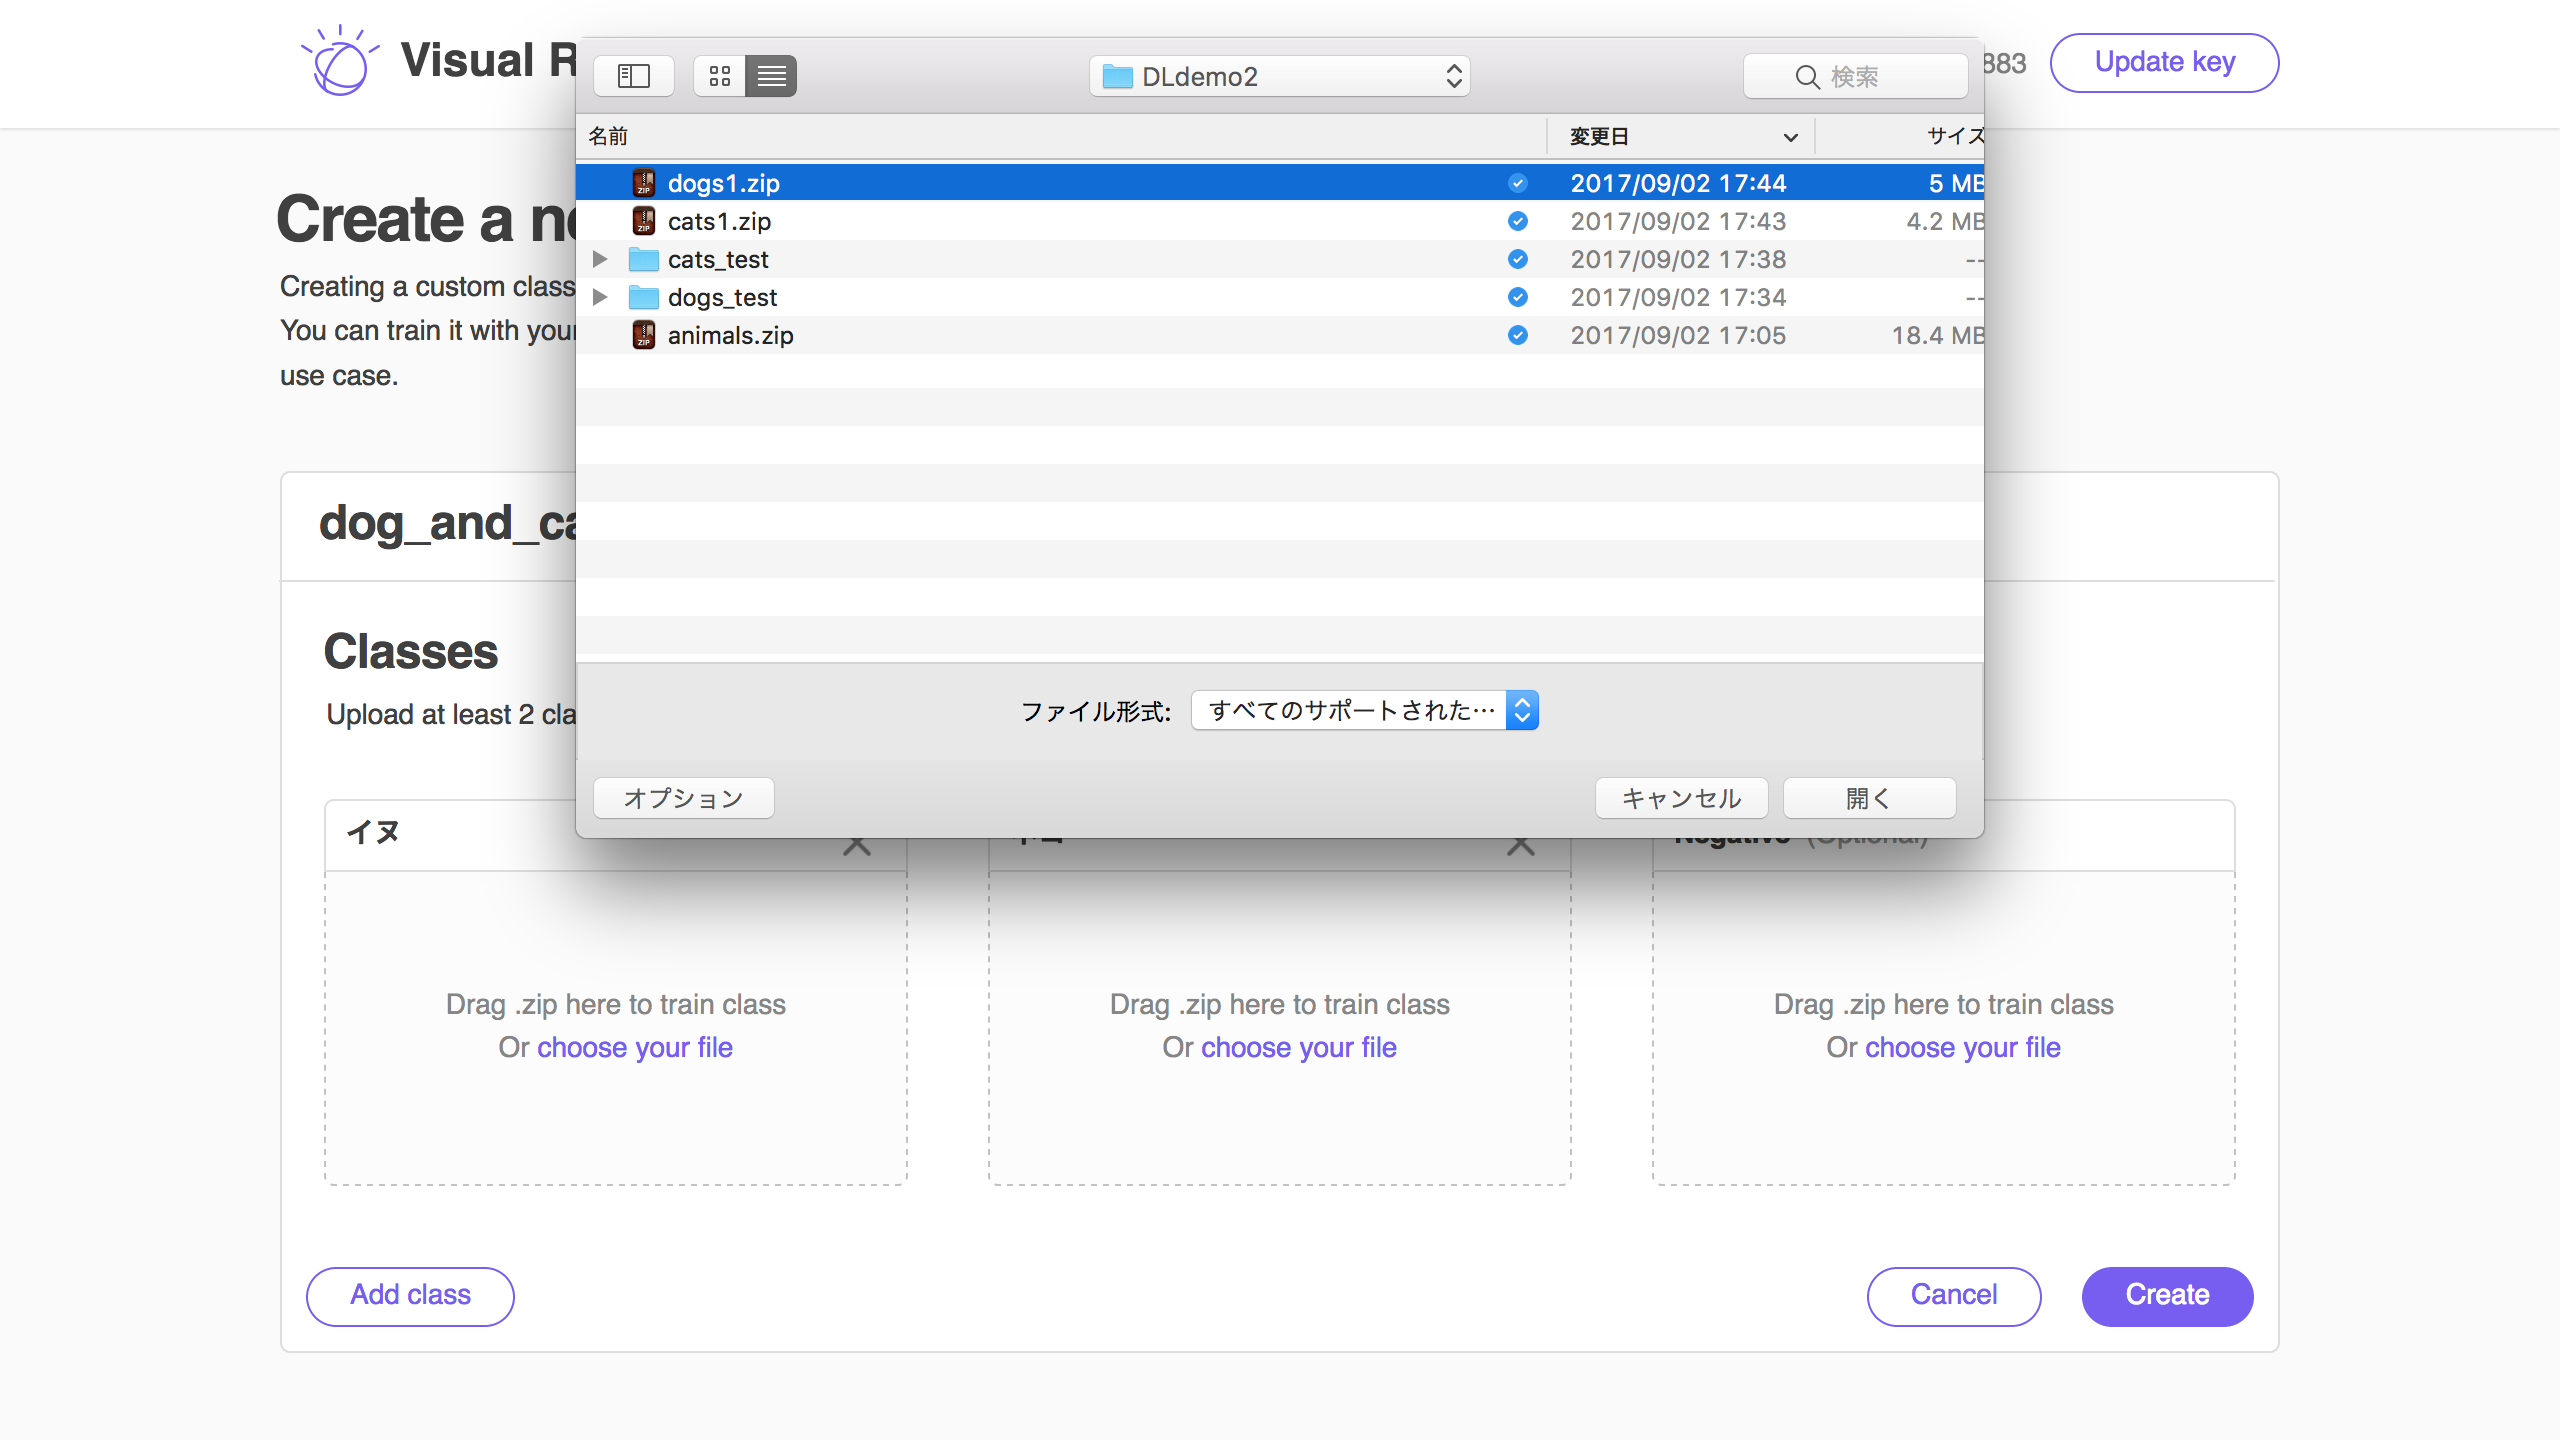 Visual R
DLdemo2
検索
883
Update key
名前
変更日
サイズ
dogs1.zip
2017/09/02 17:44
5 MB
cats1.zip
2017/09/02 17:43
4.2 MB
cats_test
2017/09/02 17:38
--
dogs_test
2017/09/02 17:34
--
animals.zip
2017/09/02 17:05
18.4 MB
ファイル形式:
すべてのサポートされた…
オプション
キャンセル
開く
Create a ne
Creating a custom class
You can train it with your
use case.
dog_and_ca
Classes
Upload at least 2 cla
イヌ
Negative (Optional)
Drag .zip here to train class
Or choose your file
Drag .zip here to train class
Or choose your file
Drag .zip here to train class
Or choose your file
Add class
Cancel
Create